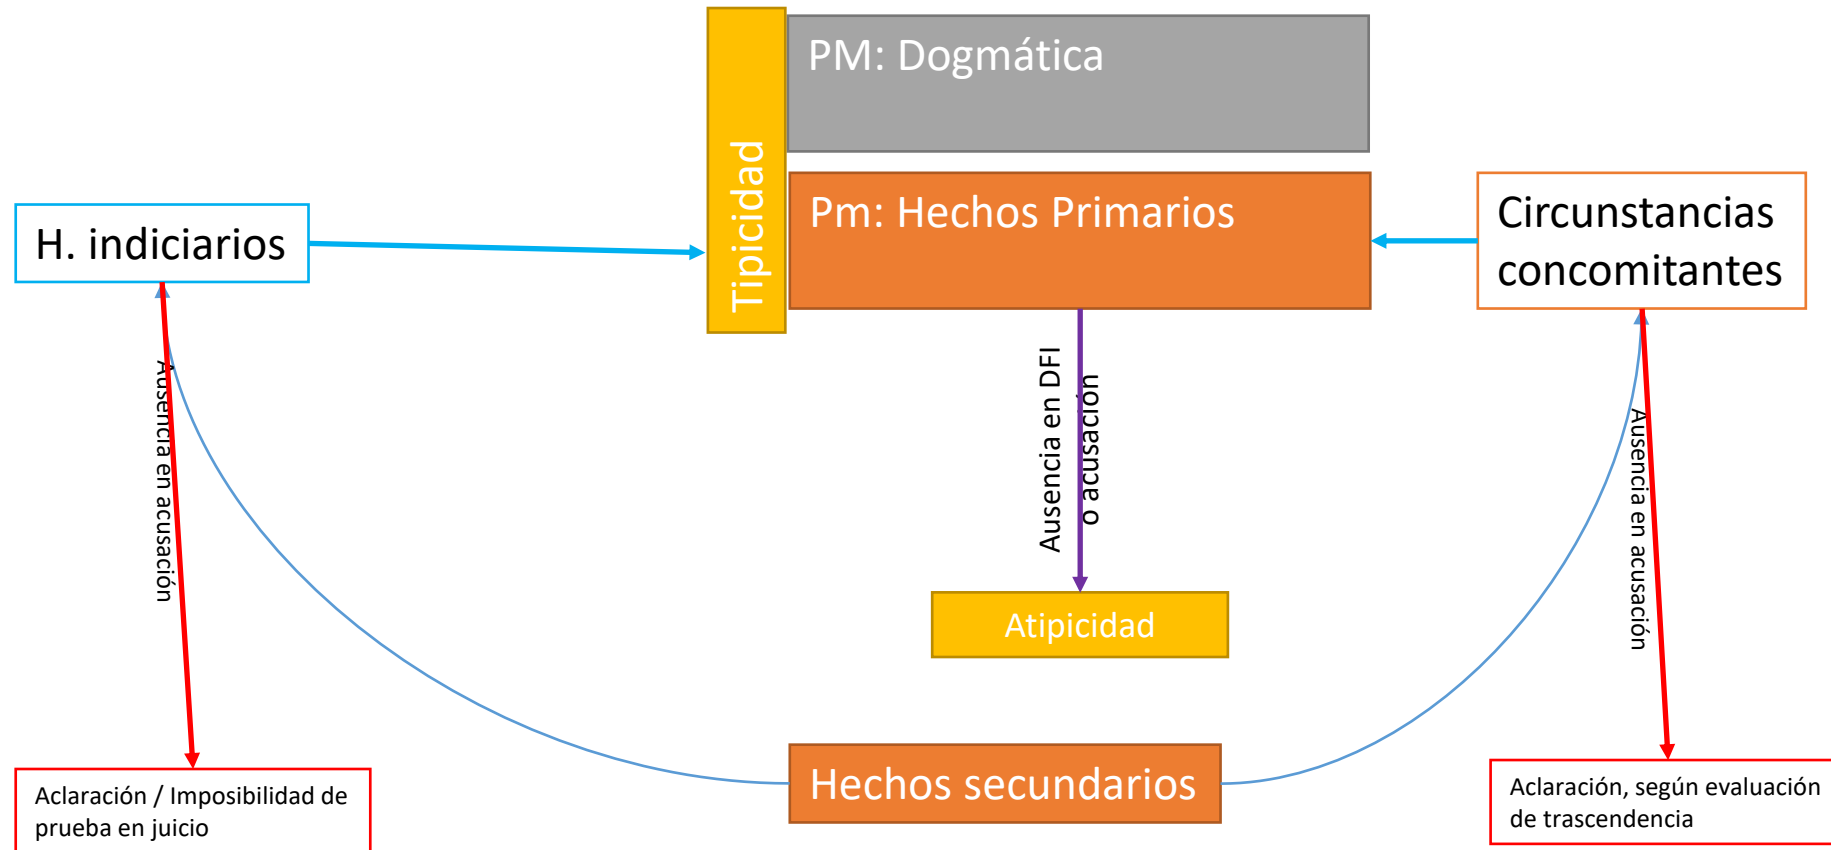 PM: Dogmática
Tipicidad
Pm: Hechos Primarios
H. indiciarios
Circunstancias
concomitantes
Ausencia en acusación
Ausencia en DFI
o acusación
Ausencia en acusación
Atipicidad
Hechos secundarios
Aclaración / Imposibilidad de
prueba en juicio
Aclaración, según evaluación
de trascendencia